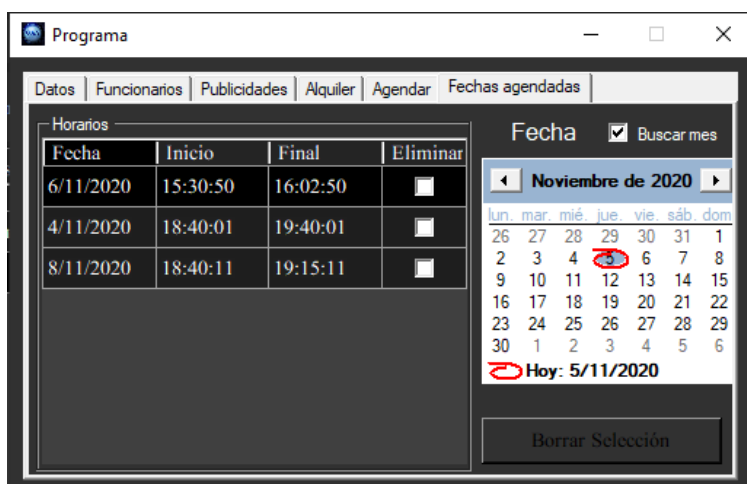 Programa
Datos Funcionarios Publicidades Alquiler Agendar Fechas agendadas
Horarios
Fecha Inicio Final Eliminar
6/11/2020 15:30:50 16:02:50
4/11/2020 18:40:01 19:40:01
8/11/2020 18:40:11 19:15:11
Fecha Buscar mes
Noviembre de 2020
lun. mar. mié. jue. vie. sáb. dom
26 27 28 29 30 31 1
2 3 4 5 6 7 8
9 10 11 12 13 14 15
16 17 18 19 20 21 22
23 24 25 26 27 28 29
30 1 2 3 4 5 6
Hoy: 5/11/2020
Borrar Selección